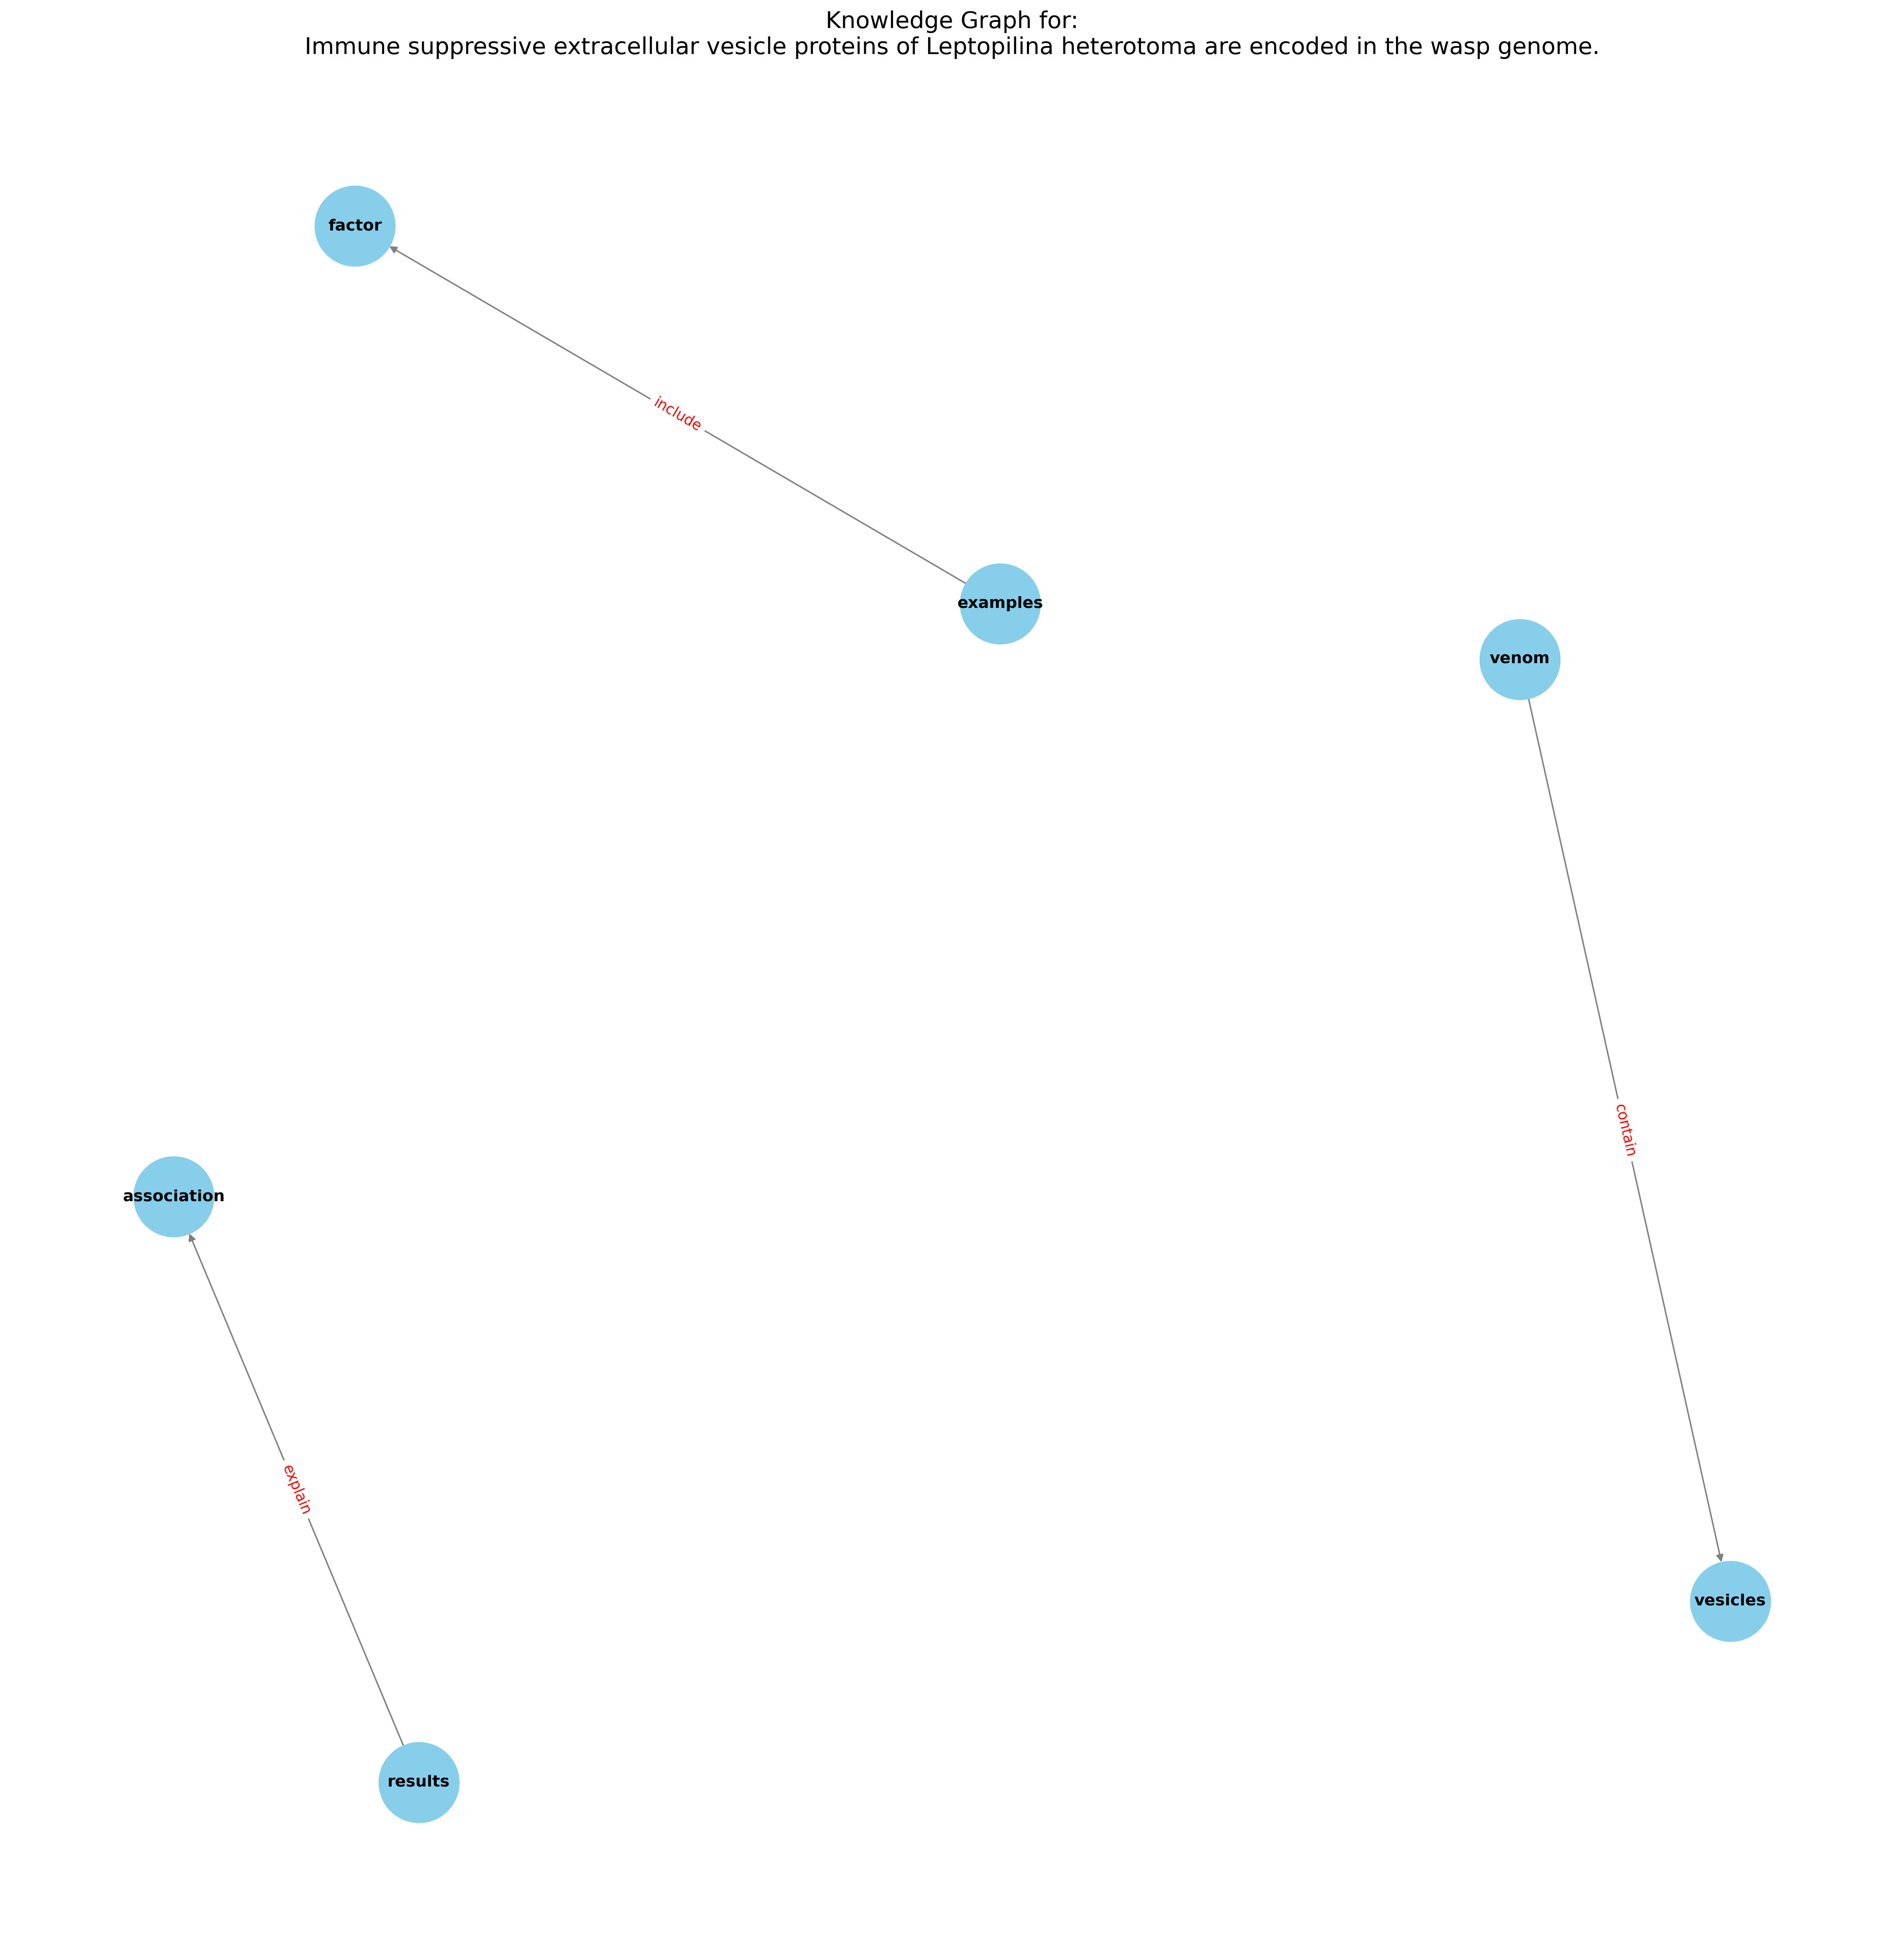 Knowledge Graph for:
Immune suppressive extracellular vesicle proteins of Leptopilina heterotoma are encoded in the wasp genome.
factor
include
examples
venom
contain
association
explain
vesicles
results